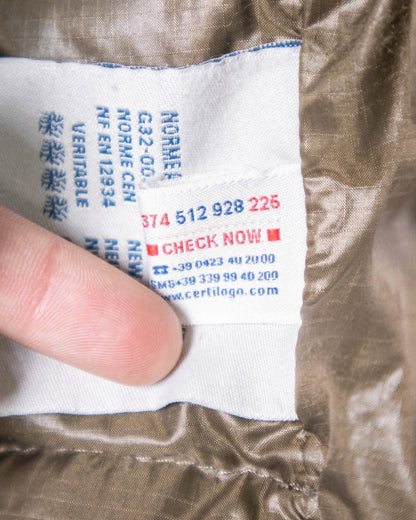 NORME
G32-00
NORME CEN
NF EN 12934
VERITABLE
374 512 928 225
CHECK NOW
☎ +39 0423 40 20 00
SMS+39 339 99 40 200
www.certilogo.com